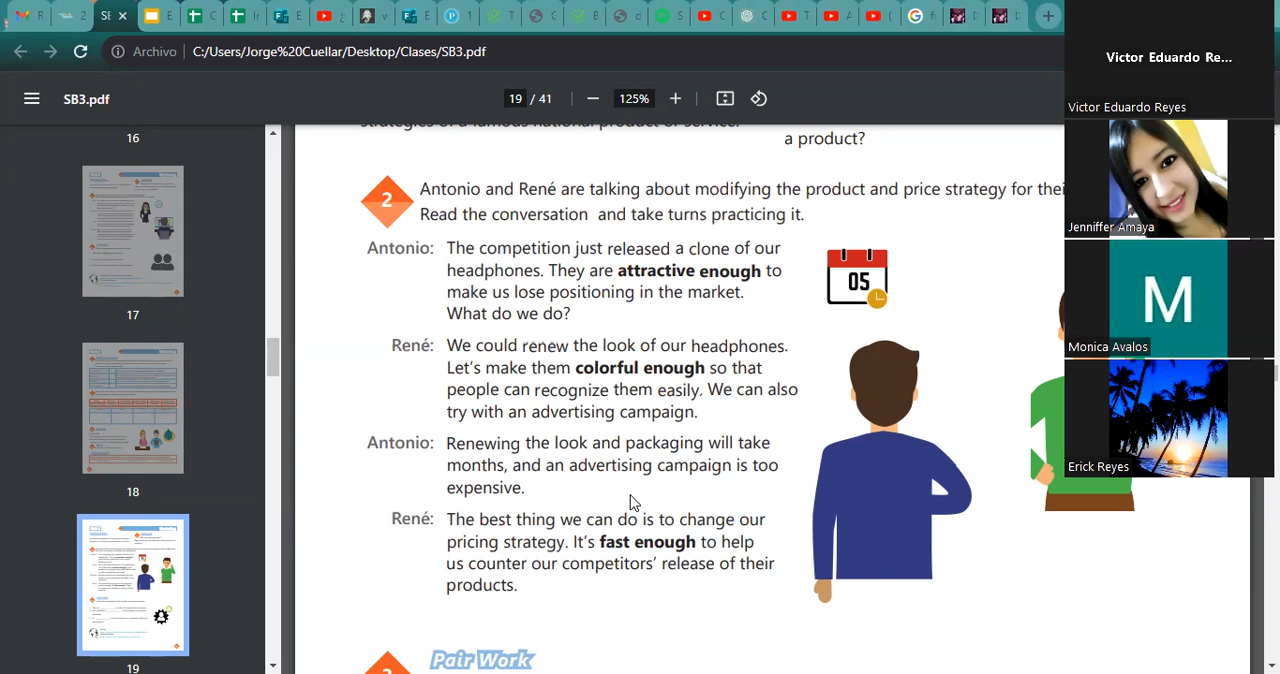 SE
E
C
Ir
E
E
1
T
C
B
d
S
C
C
T
A
(
f
D
D
Archivo C:/Users/Jorge%20Cuellar/Desktop/Clases/SB3.pdf
SB3.pdf
19 / 41
125%
16
17
18
19
a product?
2
Antonio and René are talking about modifying the product and price strategy for thei
Read the conversation and take turns practicing it.
Antonio: The competition just released a clone of our
headphones. They are attractive enough to
make us lose positioning in the market.
What do we do?
René: We could renew the look of our headphones.
Let's make them colorful enough so that
people can recognize them easily. We can also
try with an advertising campaign.
Antonio: Renewing the look and packaging will take
months, and an advertising campaign is too
expensive.
René: The best thing we can do is to change our
pricing strategy. It's fast enough to help
us counter our competitors' release of their
products.
05
Pair Work
Victor Eduardo Re...
Victor Eduardo Reyes
Jenniffer Amaya
M
Monica Avalos
Erick Reyes